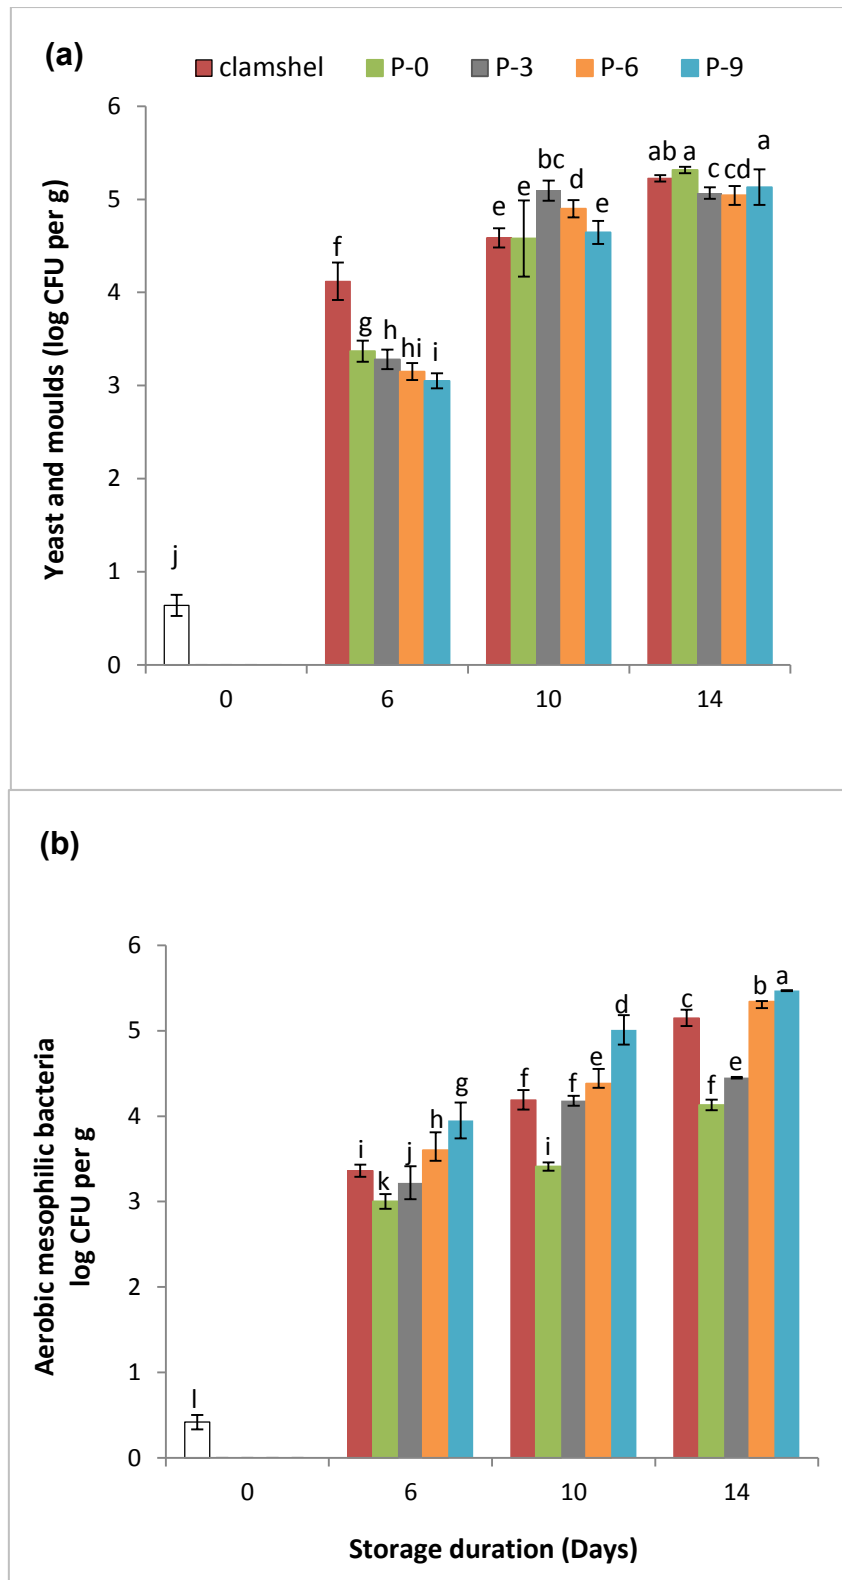 (a)
clamshel P-0 P-3 P-6 P-9
Yeast and moulds (log CFU per g)
6
5
4
3
2
1
0
j
f g h hi i
e e bc d e
ab a c cd a
0 6 10 14
(b)
Aerobic mesophilic bacteria
log CFU per g
6
5
4
3
2
1
0
l
i k j h g
f i f e d
c f e b a
0 6 10 14
Storage duration (Days)